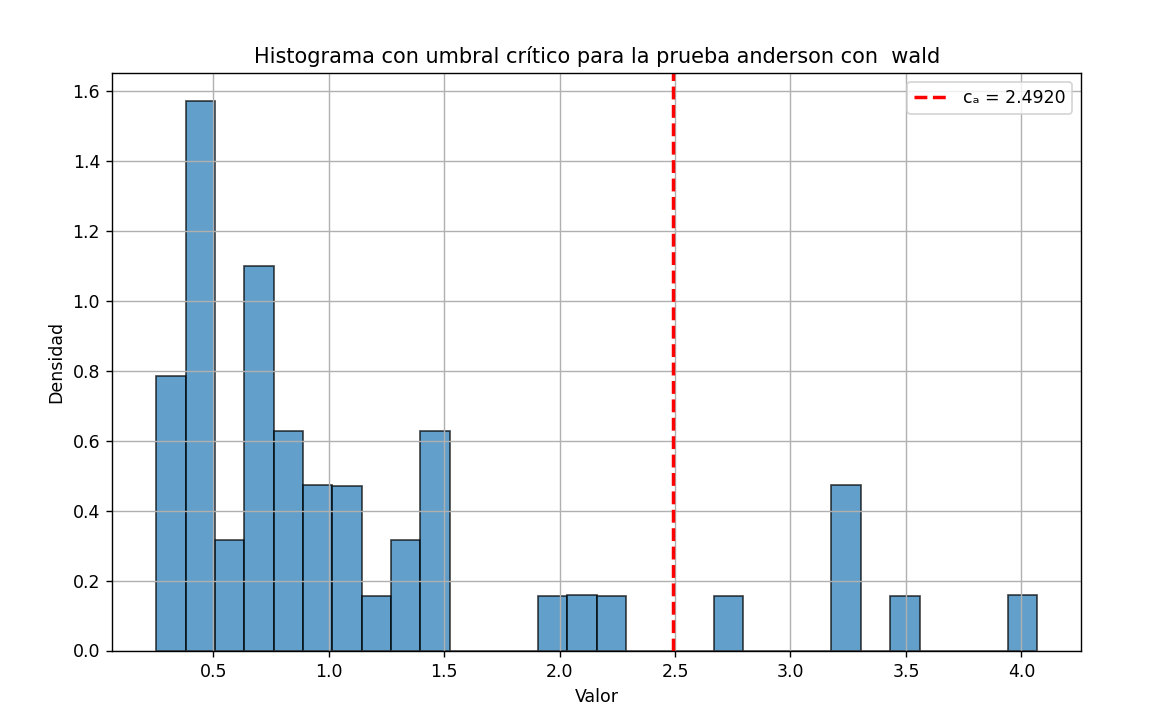 Histograma con umbral crítico para la prueba anderson con  wald
cₐ = 2.4920
Densidad
1.6
1.4
1.2
1.0
0.8
0.6
0.4
0.2
0.0
0.5 1.0 1.5 2.0 2.5 3.0 3.5 4.0
Valor